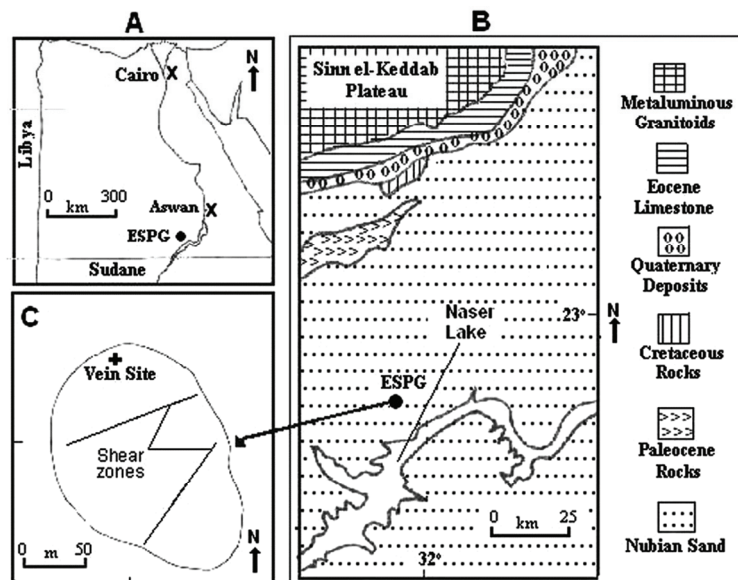 A
N
Cairo X
Libya
0 300
km
Aswan X
ESPG
Sudane
B
Sinn el-Keddab
Plateau
Naser
Lake
23°
N
ESPG
0 25
km
32°
Metaluminous
Granitoids
Eocene
Limestone
Quaternary
Deposits
Cretaceous
Rocks
Paleocene
Rocks
Nubian Sand
C
Vein Site
Shear
zones
0 50
m
N